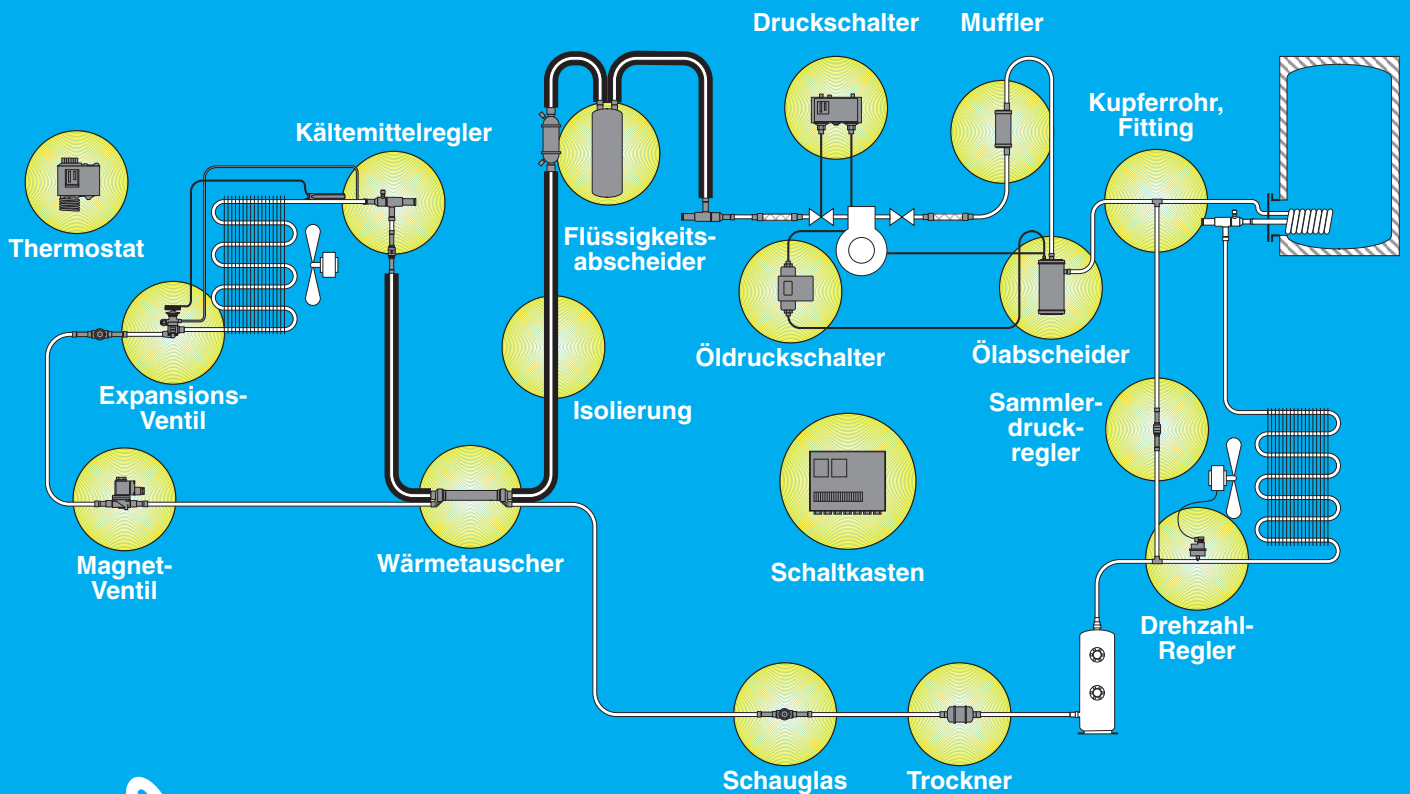 Druckschalter
Muffler
Kupferrohr,
Fitting
Kältemittelregler
Thermostat
Flüssigkeits-
abscheider
Öldruckschalter
Ölabscheider
Expansions-
Ventil
Isolierung
Sammler-
druck-
regler
Magnet-
Ventil
Wärmetauscher
Schaltkasten
Drehzahl-
Regler
Schauglas
Trockner